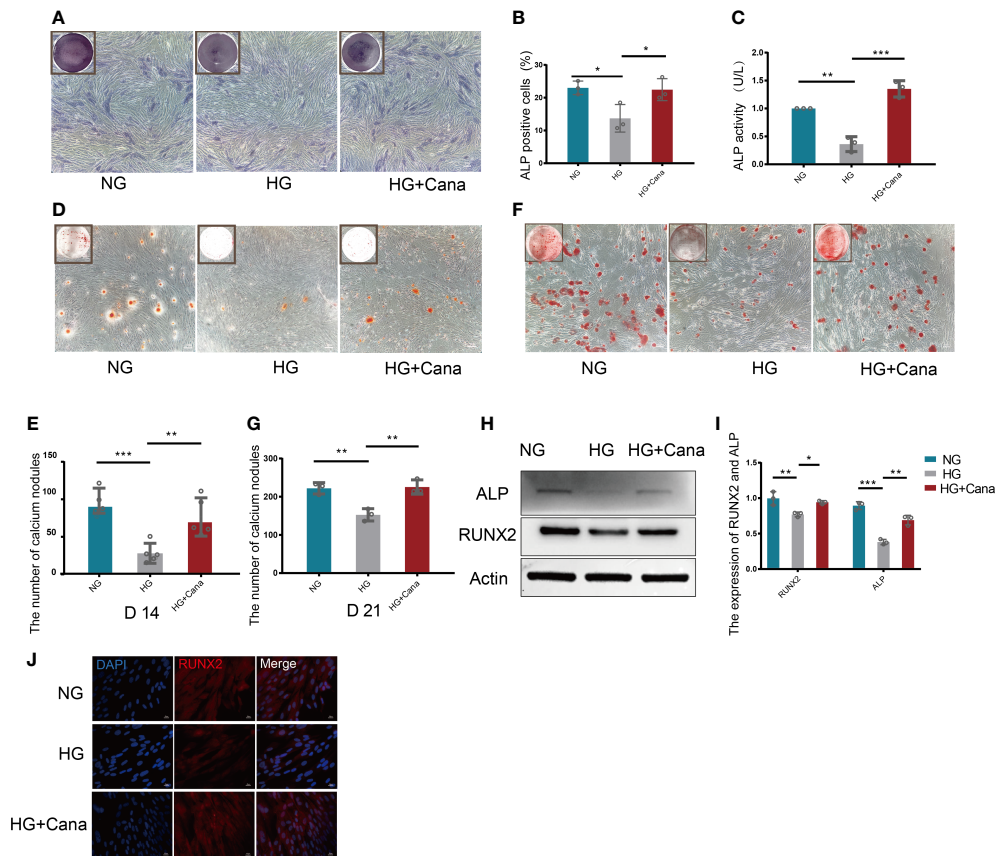 A
NG
HG
HG+Cana
B
ALP positive cells (%)
30
20
10
0
*
*
NG
HG
HG+Cana
C
ALP activity (U/L)
2.0
1.5
1.0
0.5
0.0
**
***
NG
HG
HG+Cana
D
NG
HG
HG+Cana
F
NG
HG
HG+Cana
E
The number of calcium nodules
150
100
50
0
***
**
NG
HG
HG+Cana
D 14
G
The number of calcium nodules
300
200
100
0
**
**
NG
HG
HG+Cana
D 21
H
NG HG HG+Cana
ALP
RUNX2
Actin
I
The expression of RUNX2 and ALP
1.5
1.0
0.5
0.0
**
*
***
**
RUNX2
ALP
NG
HG
HG+Cana
J
DAPI RUNX2 Merge
NG
HG
HG+Cana